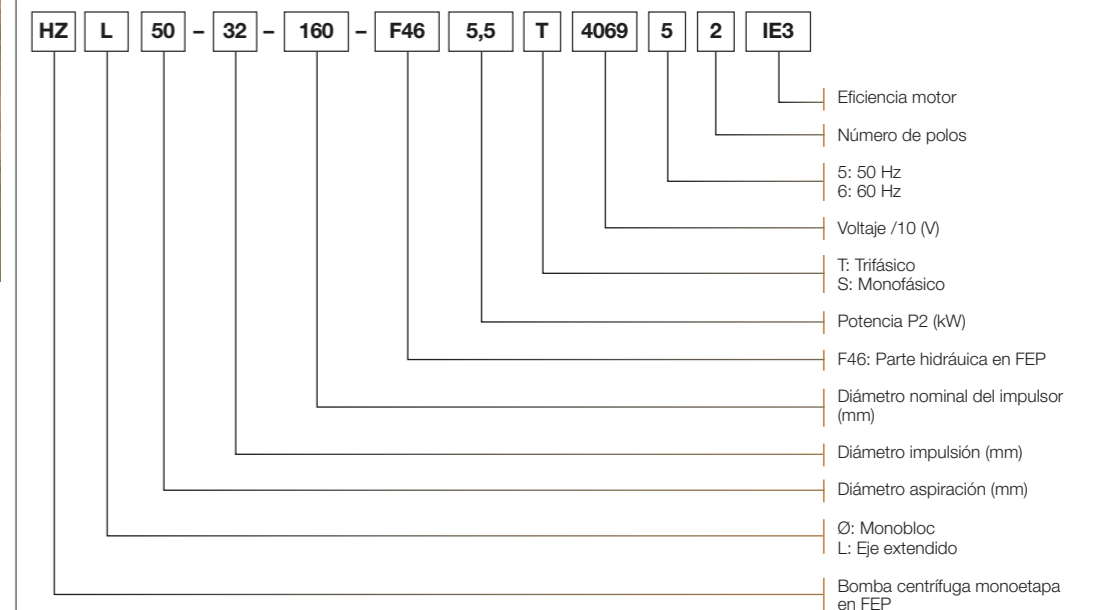 HZ L 50 – 32 – 160 – F46 5,5 T 4069 5 2 IE3
Eficiencia motor
Número de polos
5: 50 Hz
6: 60 Hz
Voltaje /10 (V)
T: Trifásico
S: Monofásico
Potencia P2 (kW)
F46: Parte hidráuica en FEP
Diámetro nominal del impulsor
(mm)
Diámetro impulsión (mm)
Diámetro aspiración (mm)
Ø: Monobloc
L: Eje extendido
Bomba centrífuga monoetapa
en FEP